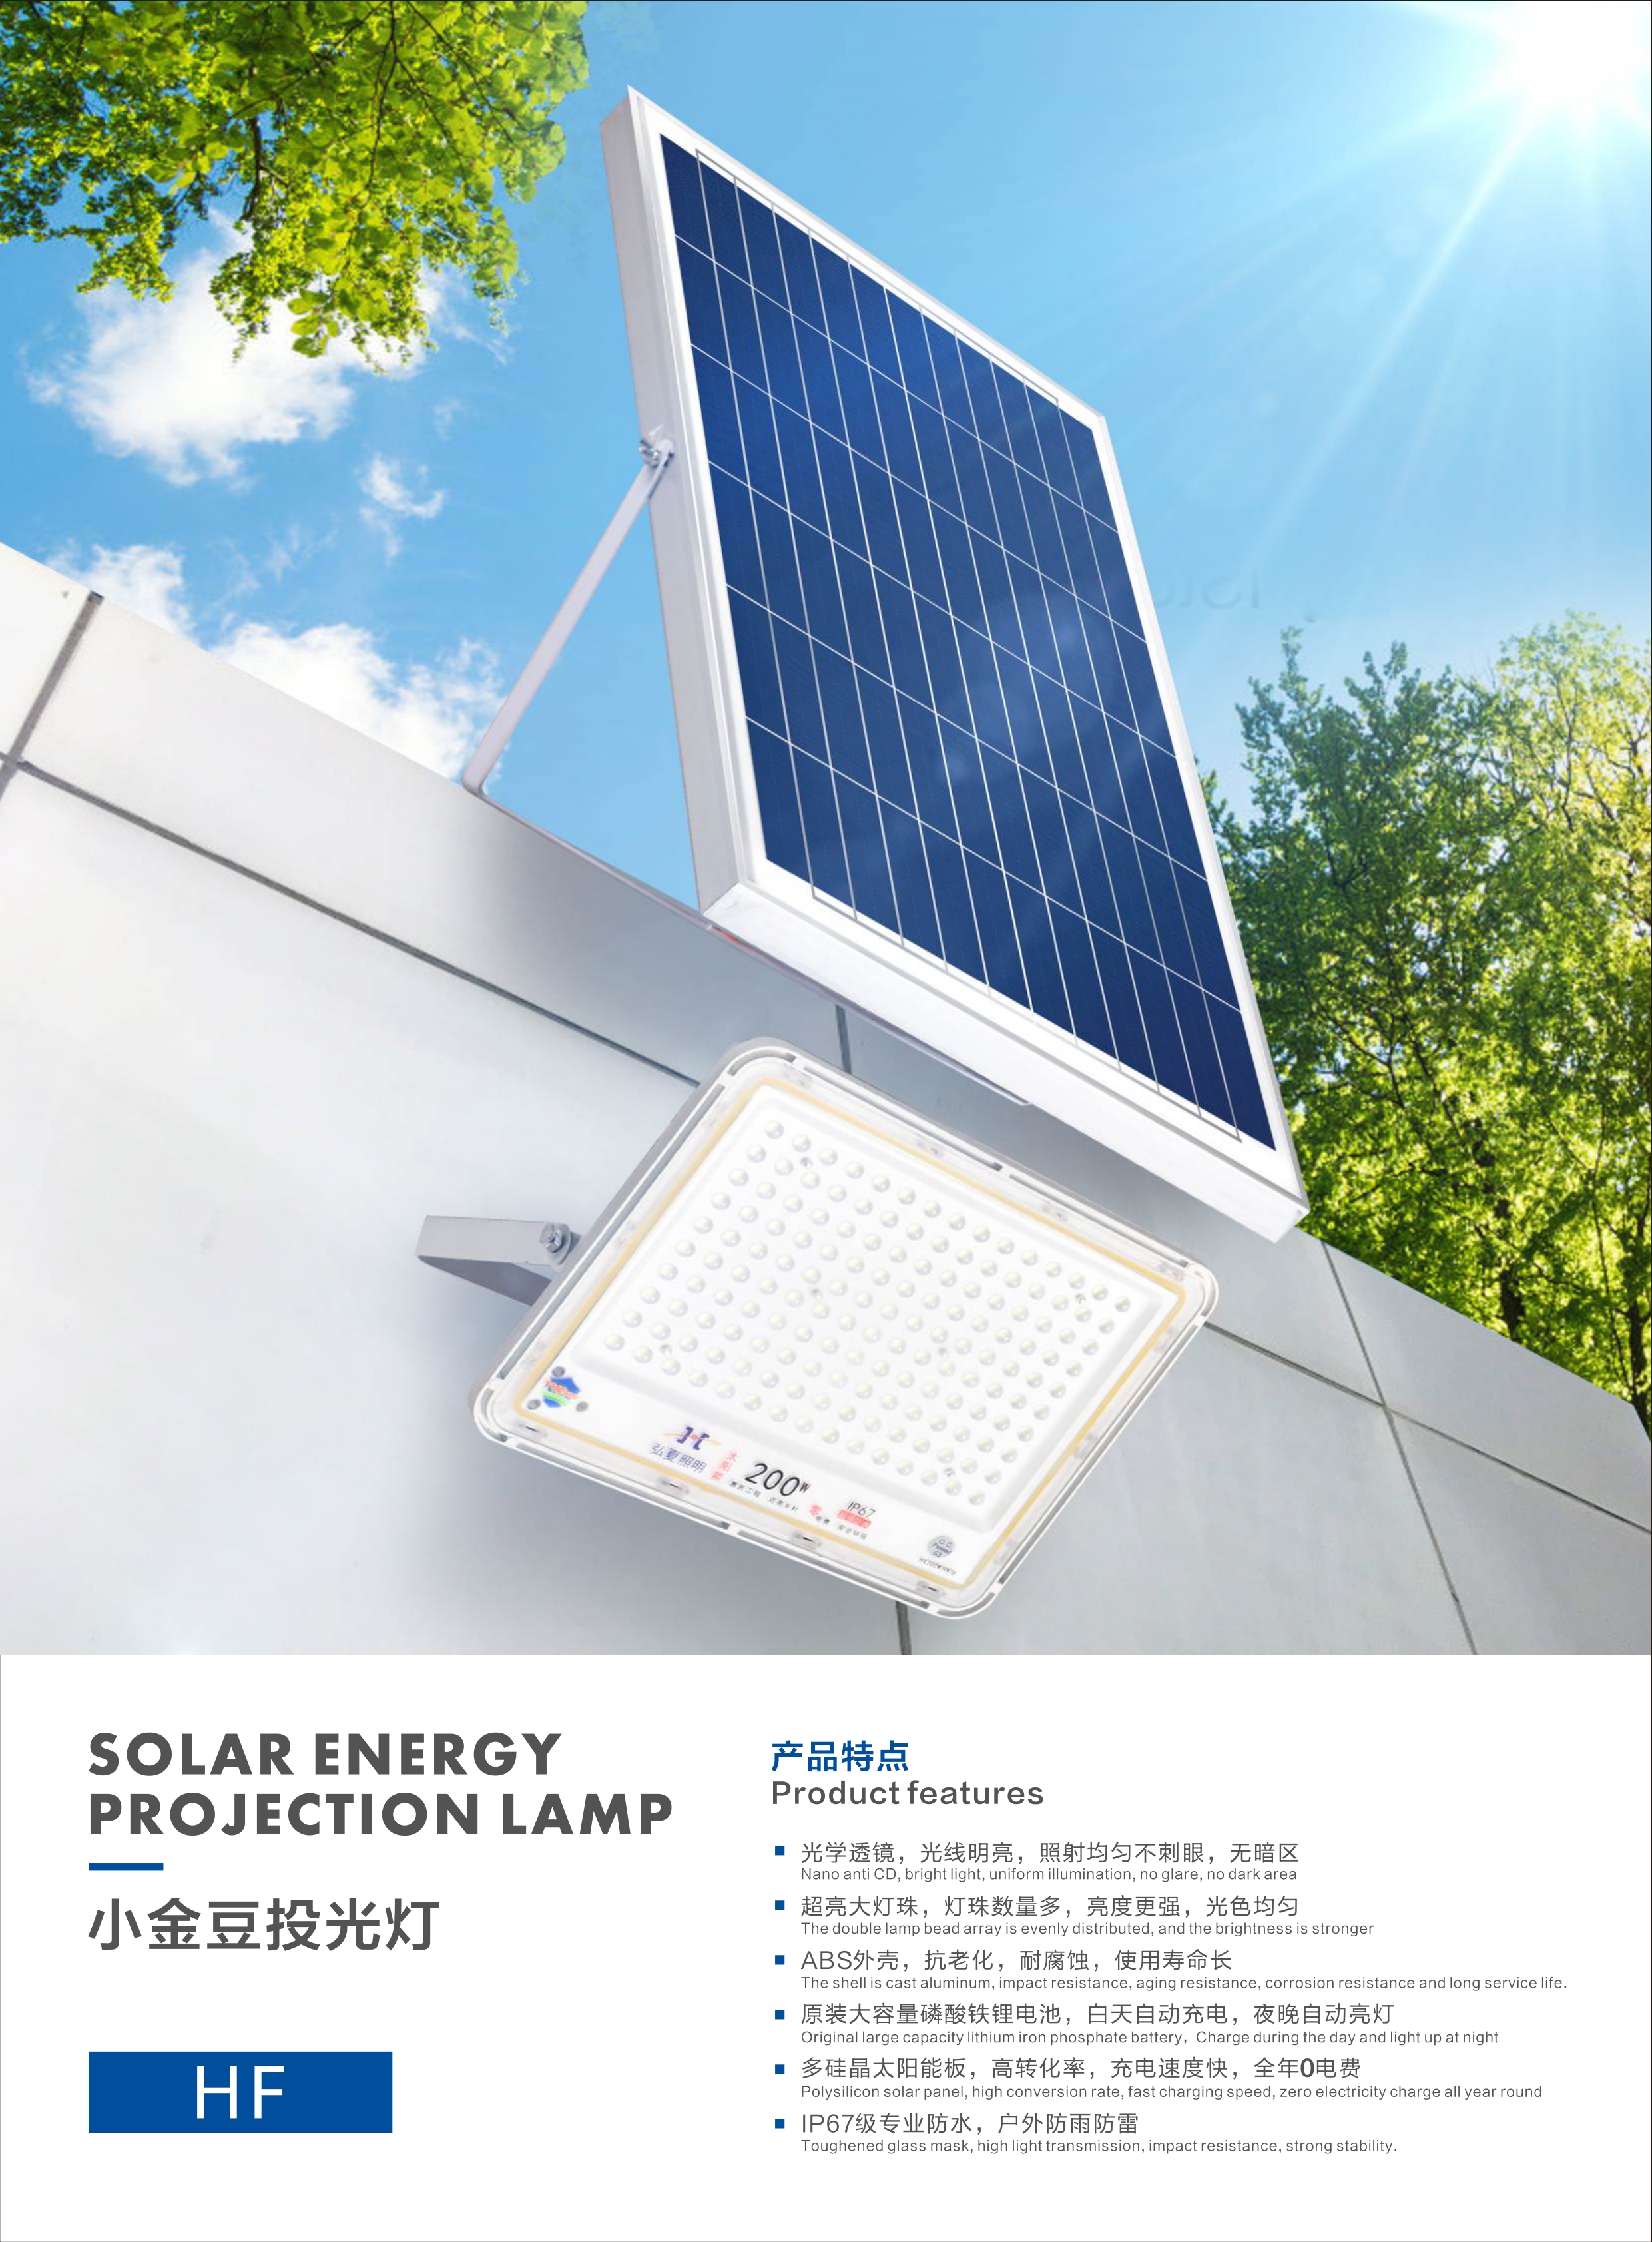 弘夏照明
200W
IP67
SOLAR ENERGY
PROJECTION LAMP
小金豆投光灯
HF
产品特点
Product features
光学透镜，光线明亮，照射均匀不刺眼，无暗区
Nano anti CD, bright light, uniform illumination, no glare, no dark area
超亮大灯珠，灯珠数量多，亮度更强，光色均匀
The double lamp bead array is evenly distributed, and the brightness is stronger
ABS外壳，抗老化，耐腐蚀，使用寿命长
The shell is cast aluminum, impact resistance, aging resistance, corrosion resistance and long service life.
原装大容量磷酸铁锂电池，白天自动充电，夜晚自动亮灯
Original large capacity lithium iron phosphate battery, Charge during the day and light up at night
多硅晶太阳能板，高转化率，充电速度快，全年0电费
Polysilicon solar panel, high conversion rate, fast charging speed, zero electricity charge all year round
IP67级专业防水，户外防雨防雷
Toughened glass mask, high light transmission, impact resistance, strong stability.